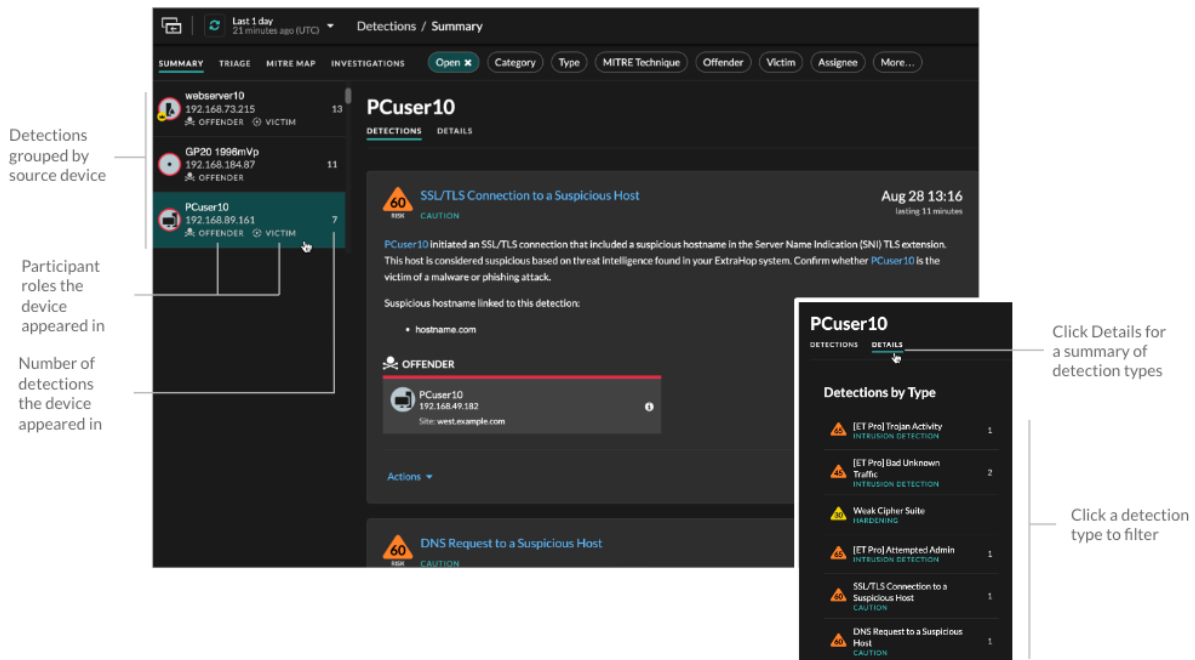 Last 1 day
21 minutes ago (UTC)
Detections / Summary
SUMMARY TRIAGE MITRE MAP INVESTIGATIONS
Open × Category Type MITRE Technique Offender Victim Assignee More...
webserver10
192.168.73.215
13
OFFENDER VICTIM
GP20 1996mVp
192.168.184.87
11
OFFENDER
PCuser10
192.168.89.161
7
OFFENDER VICTIM
Detections
grouped by
source device
Participant
roles the
device
appeared in
Number of
detections
the device
appeared in
PCuser10
DETECTIONS DETAILS
60
RISK
SSL/TLS Connection to a Suspicious Host
CAUTION
Aug 28 13:16
lasting 11 minutes
PCuser10 initiated an SSL/TLS connection that included a suspicious hostname in the Server Name Indication (SNI) TLS extension.
This host is considered suspicious based on threat intelligence found in your ExtraHop system. Confirm whether PCuser10 is the
victim of a malware or phishing attack.
Suspicious hostname linked to this detection:
• hostname.com
OFFENDER
PCuser10
192.168.49.182
Site: west.example.com
Actions
60
RISK
DNS Request to a Suspicious Host
CAUTION
PCuser10
DETECTIONS DETAILS
Detections by Type
[ET Pro] Trojan Activity
INTRUSION DETECTION
1
[ET Pro] Bad Unknown
Traffic
INTRUSION DETECTION
2
Weak Cipher Suite
HARDENING
[ET Pro] Attempted Admin
INTRUSION DETECTION
1
60
SSL/TLS Connection to a
Suspicious Host
CAUTION
1
60
DNS Request to a Suspicious
Host
CAUTION
1
Click Details for
a summary of
detection types
Click a detection
type to filter